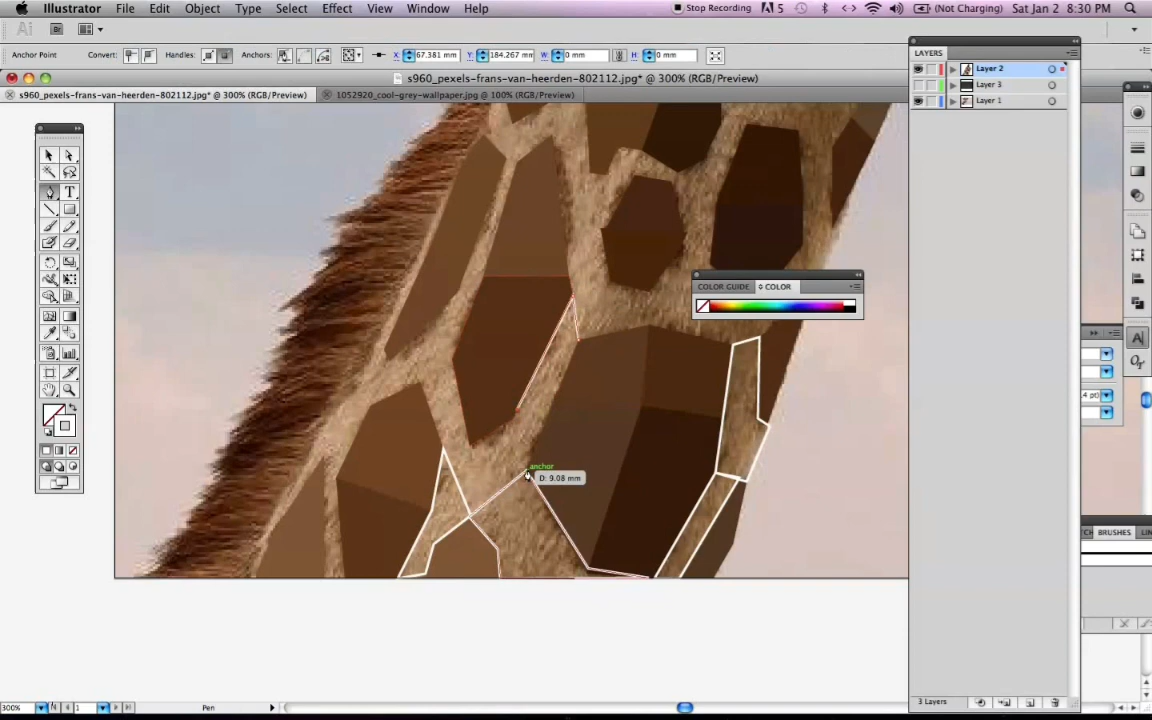 Illustrator File Edit Object Type Select Effect View Window Help Stop Recording 5 (Not Charging) Sat Jan 2 8:30 PM
Ai Br
Anchor Point Convert: Handles: Anchors: X: 67.381 mm Y: 184.267 mm W: 0 mm H: 0 mm
LAYERS
s960_pexels-frans-van-heerden-802112.jpg* @ 300% (RGB/Preview)
s960_pexels-frans-van-heerden-802112.jpg* @ 300% (RGB/Preview) 1052920_cool-grey-wallpaper.jpg @ 100% (RGB/Preview)
Layer 2
Layer 3
Layer 1
COLOR GUIDE COLOR
anchor
D: 9.08 mm
BRUSHES
3 Layers
300% 1 Pen